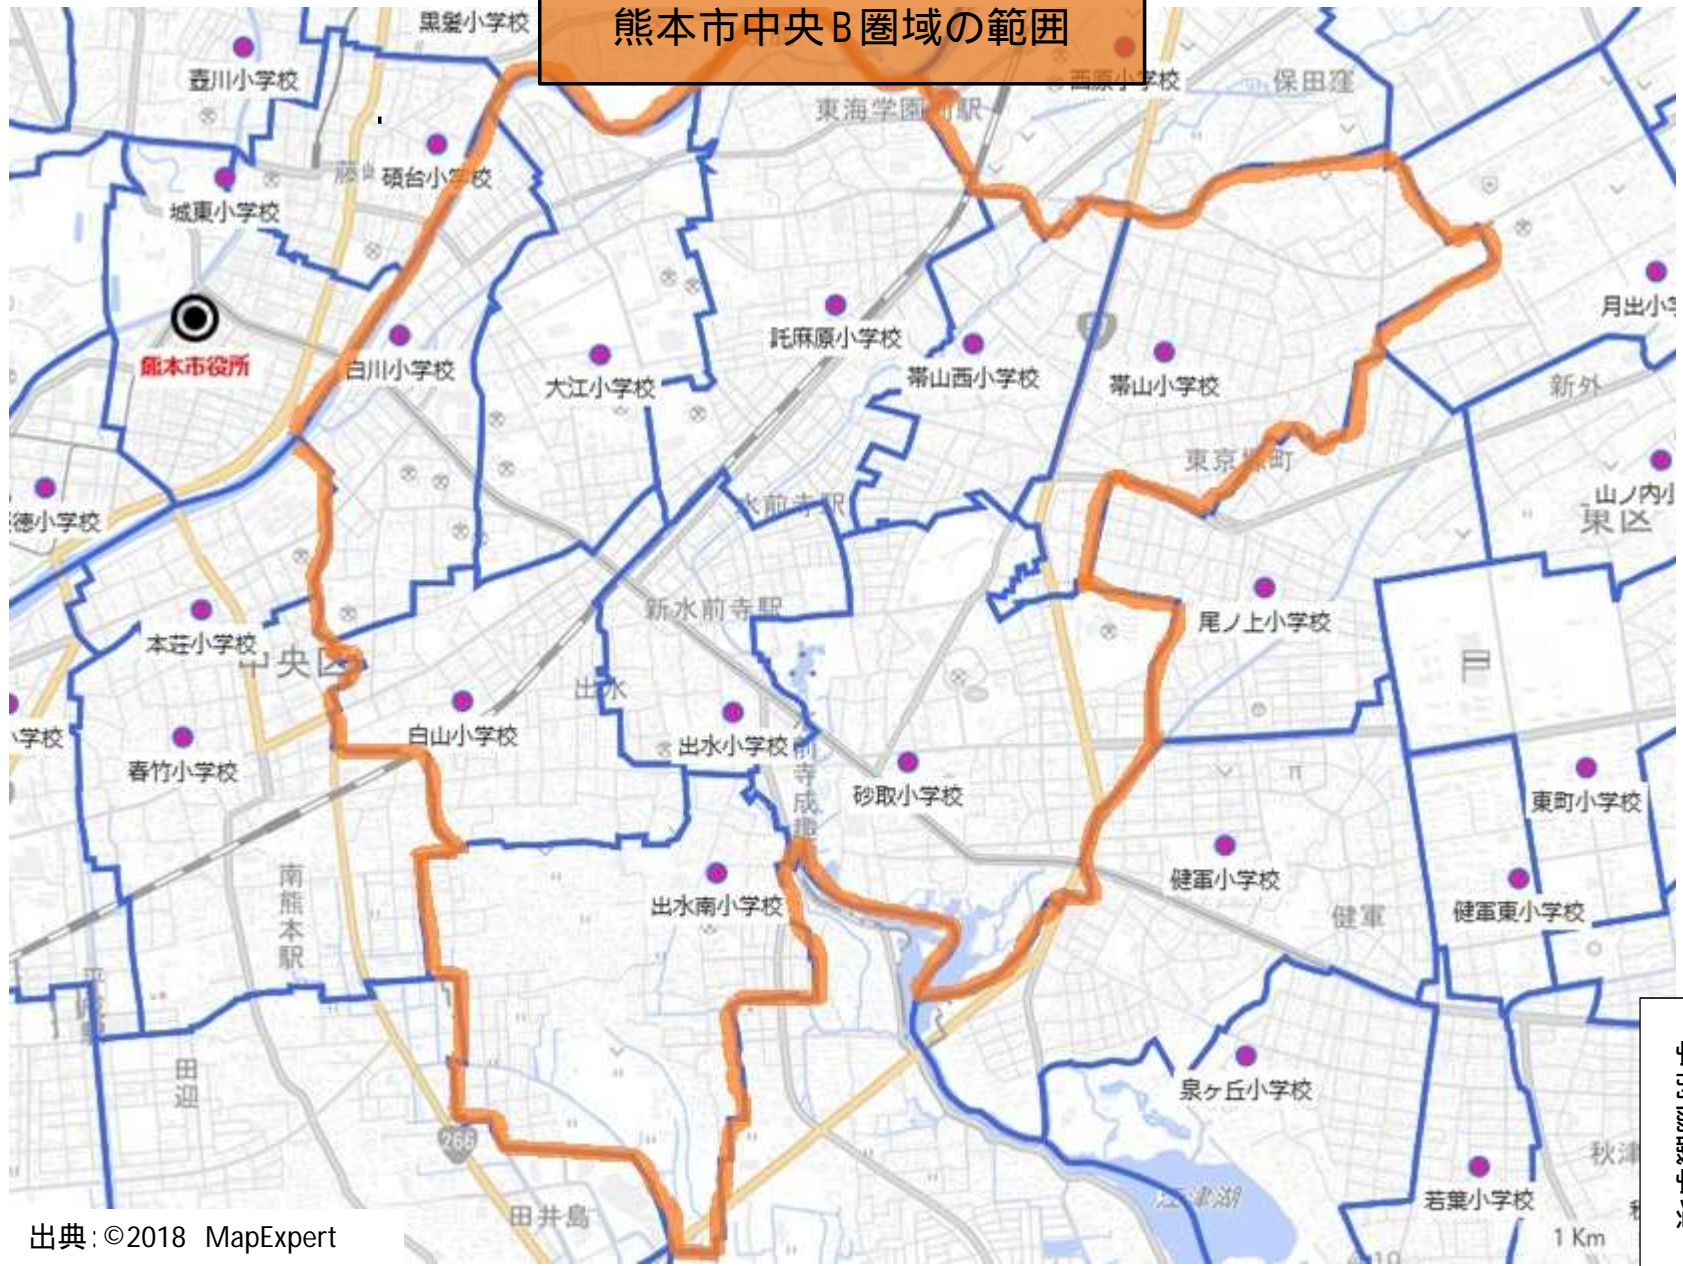 熊本市中央B圏域の範囲
黒髪小学校
壺川小学校
西原小学校
保田窪
碩台小学校
城東小学校
月出小学
託麻原小学校
熊本市役所
白川小学校
大江小学校
帯山西小学校
帯山小学校
新外
東京塚町
水前寺駅
山ノ内小
東区
徳小学校
新水前寺駅
本荘小学校
中央区
尾ノ上小学校
出水
小学校
白山小学校
出水小学校
春竹小学校
砂取小学校
東町小学校
水前寺成趣
南熊本駅
出水南小学校
健軍小学校
健軍
健軍東小学校
田迎
泉ヶ丘小学校
266
秋津
若葉小学校
江津湖
田井島
1 Km
出典:©2018 MapExpert